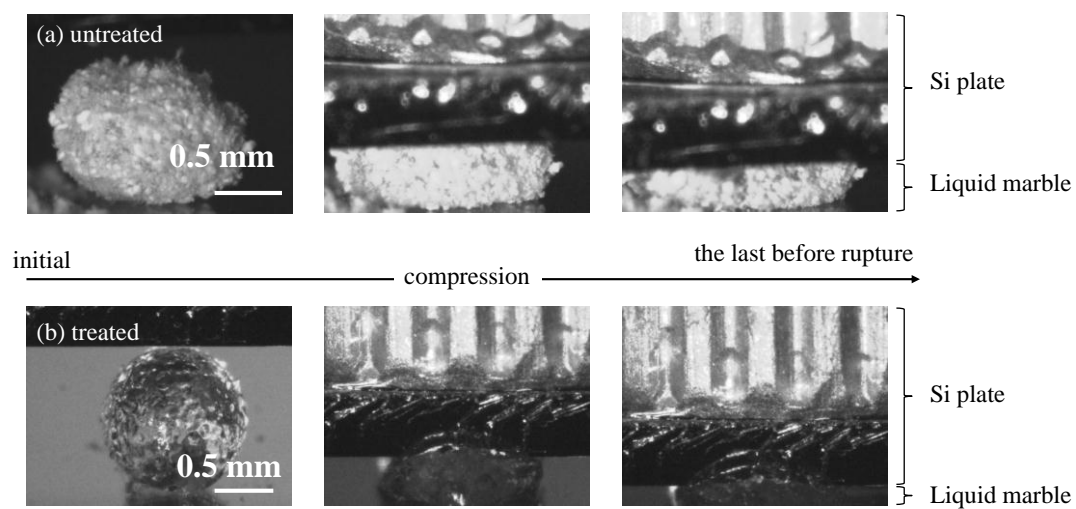 (a) untreated
0.5 mm
Si plate
Liquid marble
initial
compression
the last before rupture
(b) treated
0.5 mm
Si plate
Liquid marble